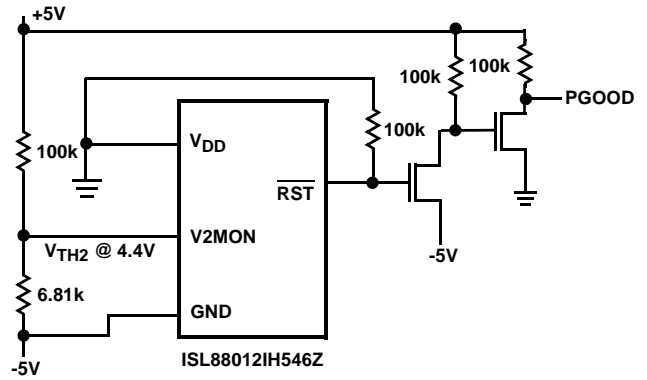 +5V
100k
100k
PGOOD
100k
100k
VDD
RST
VTH2 @ 4.4V
V2MON
-5V
6.81k
GND
-5V
ISL88012IH546Z